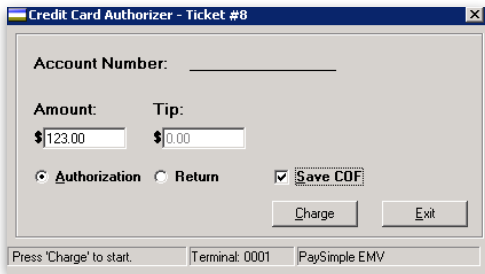 Credit Card Authorizer - Ticket #8
Account Number:
Amount: Tip:
$ 123.00 $ 0.00
Authorization Return Save COF
Charge Exit
Press 'Charge' to start. Terminal: 0001 PaySimple EMV